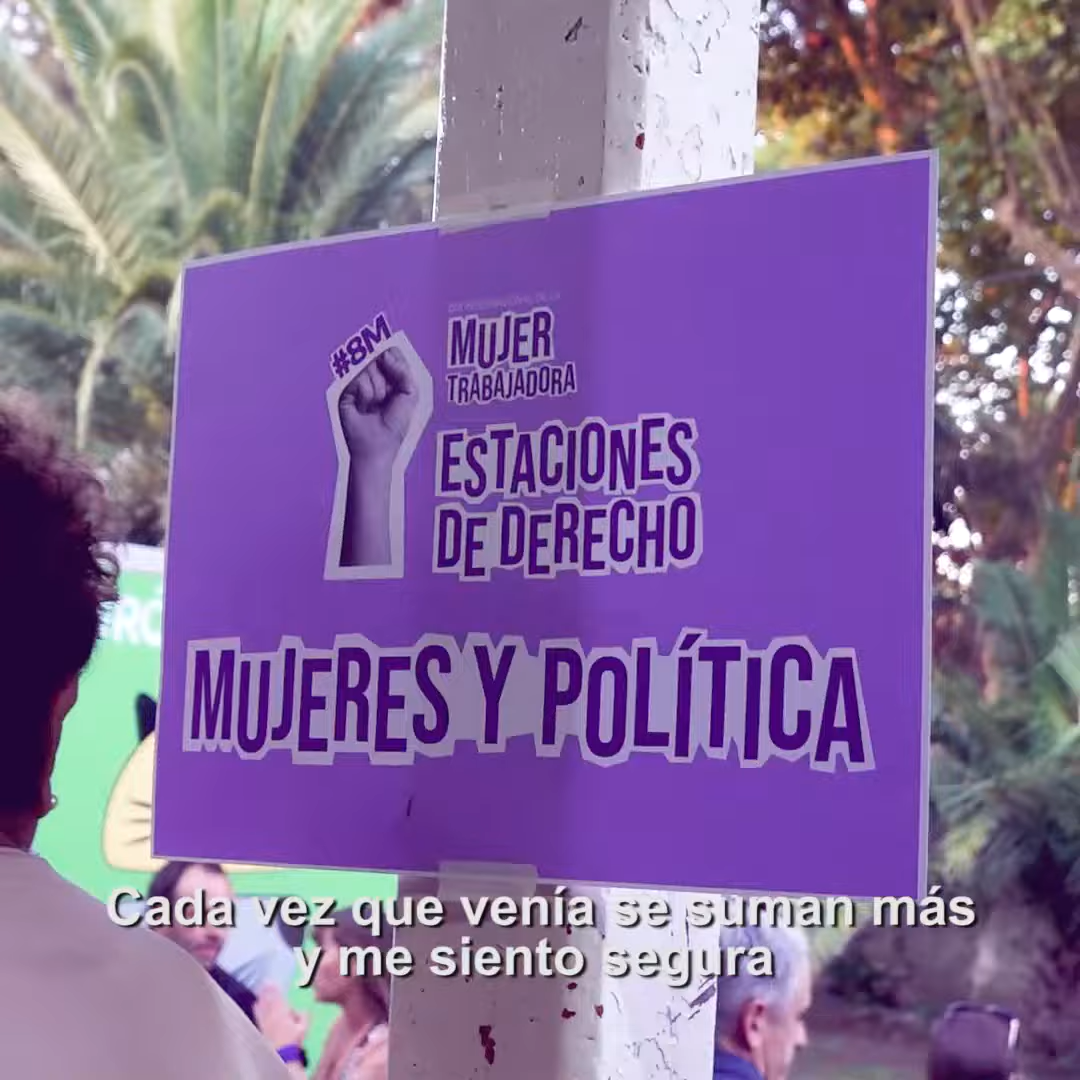 #8M
MUJER
TRABAJADORA
ESTACIONES
DE DERECHO
MUJERES Y POLÍTICA
Cada vez que venía se suman más
y me siento segura